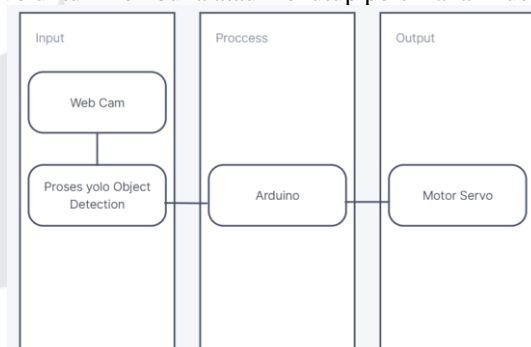 Input
Proccess
Output
Web Cam
Proses yolo Object
Detection
Arduino
Motor Servo